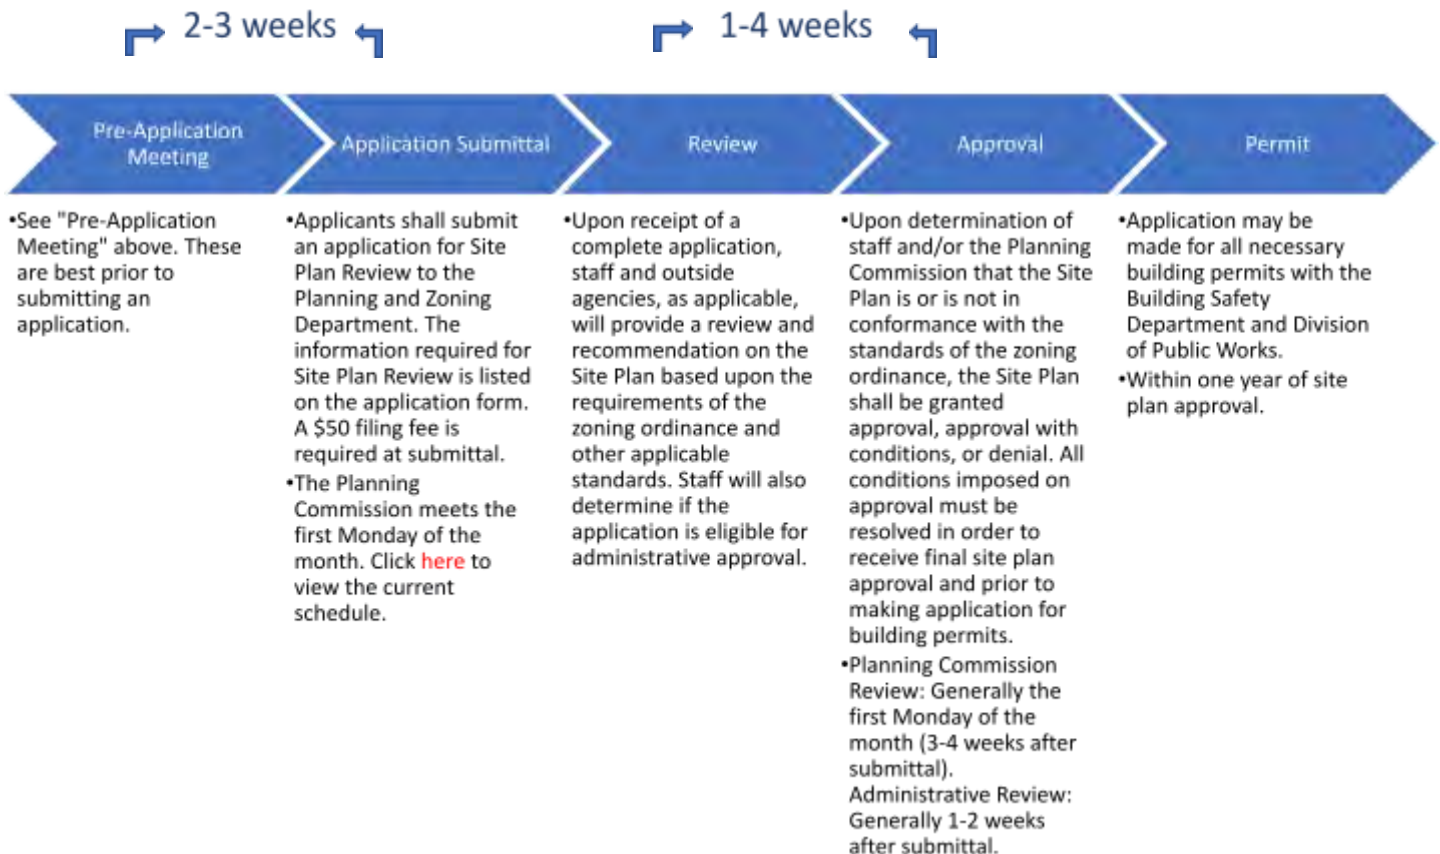 2-3 weeks
1-4 weeks
Pre-Application
Meeting
Application Submittal
Review
Approval
Permit
•See "Pre-Application
Meeting" above. These
are best prior to
submitting an
application.
•Applicants shall submit
an application for Site
Plan Review to the
Planning and Zoning
Department. The
information required for
Site Plan Review is listed
on the application form.
A $50 filing fee is
required at submittal.
•The Planning
Commission meets the
first Monday of the
month. Click here to
view the current
schedule.
•Upon receipt of a
complete application,
staff and outside
agencies, as applicable,
will provide a review and
recommendation on the
Site Plan based upon the
requirements of the
zoning ordinance and
other applicable
standards. Staff will also
determine if the
application is eligible for
administrative approval.
•Upon determination of
staff and/or the Planning
Commission that the Site
Plan is or is not in
conformance with the
standards of the zoning
ordinance, the Site Plan
shall be granted
approval, approval with
conditions, or denial. All
conditions imposed on
approval must be
resolved in order to
receive final site plan
approval and prior to
making application for
building permits.
•Planning Commission
Review: Generally the
first Monday of the
month (3-4 weeks after
submittal).
Administrative Review:
Generally 1-2 weeks
after submittal.
•Application may be
made for all necessary
building permits with the
Building Safety
Department and Division
of Public Works.
•Within one year of site
plan approval.